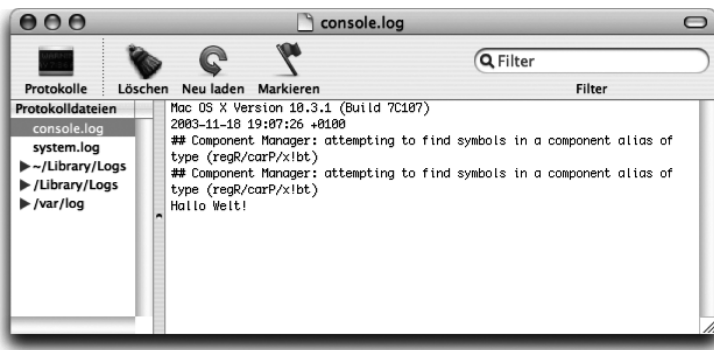 console.log
Protokolle
Löschen
Neu laden
Markieren
Filter
Filter
Protokolldateien
console.log
system.log
~/Library/Logs
/Library/Logs
/var/log
Mac OS X Version 10.3.1 (Build 7C107)
2003-11-18 19:07:26 +0100
## Component Manager: attempting to find symbols in a component alias of
type (regR/carP/x!bt)
## Component Manager: attempting to find symbols in a component alias of
type (regR/carP/x!bt)
Hallo Welt!